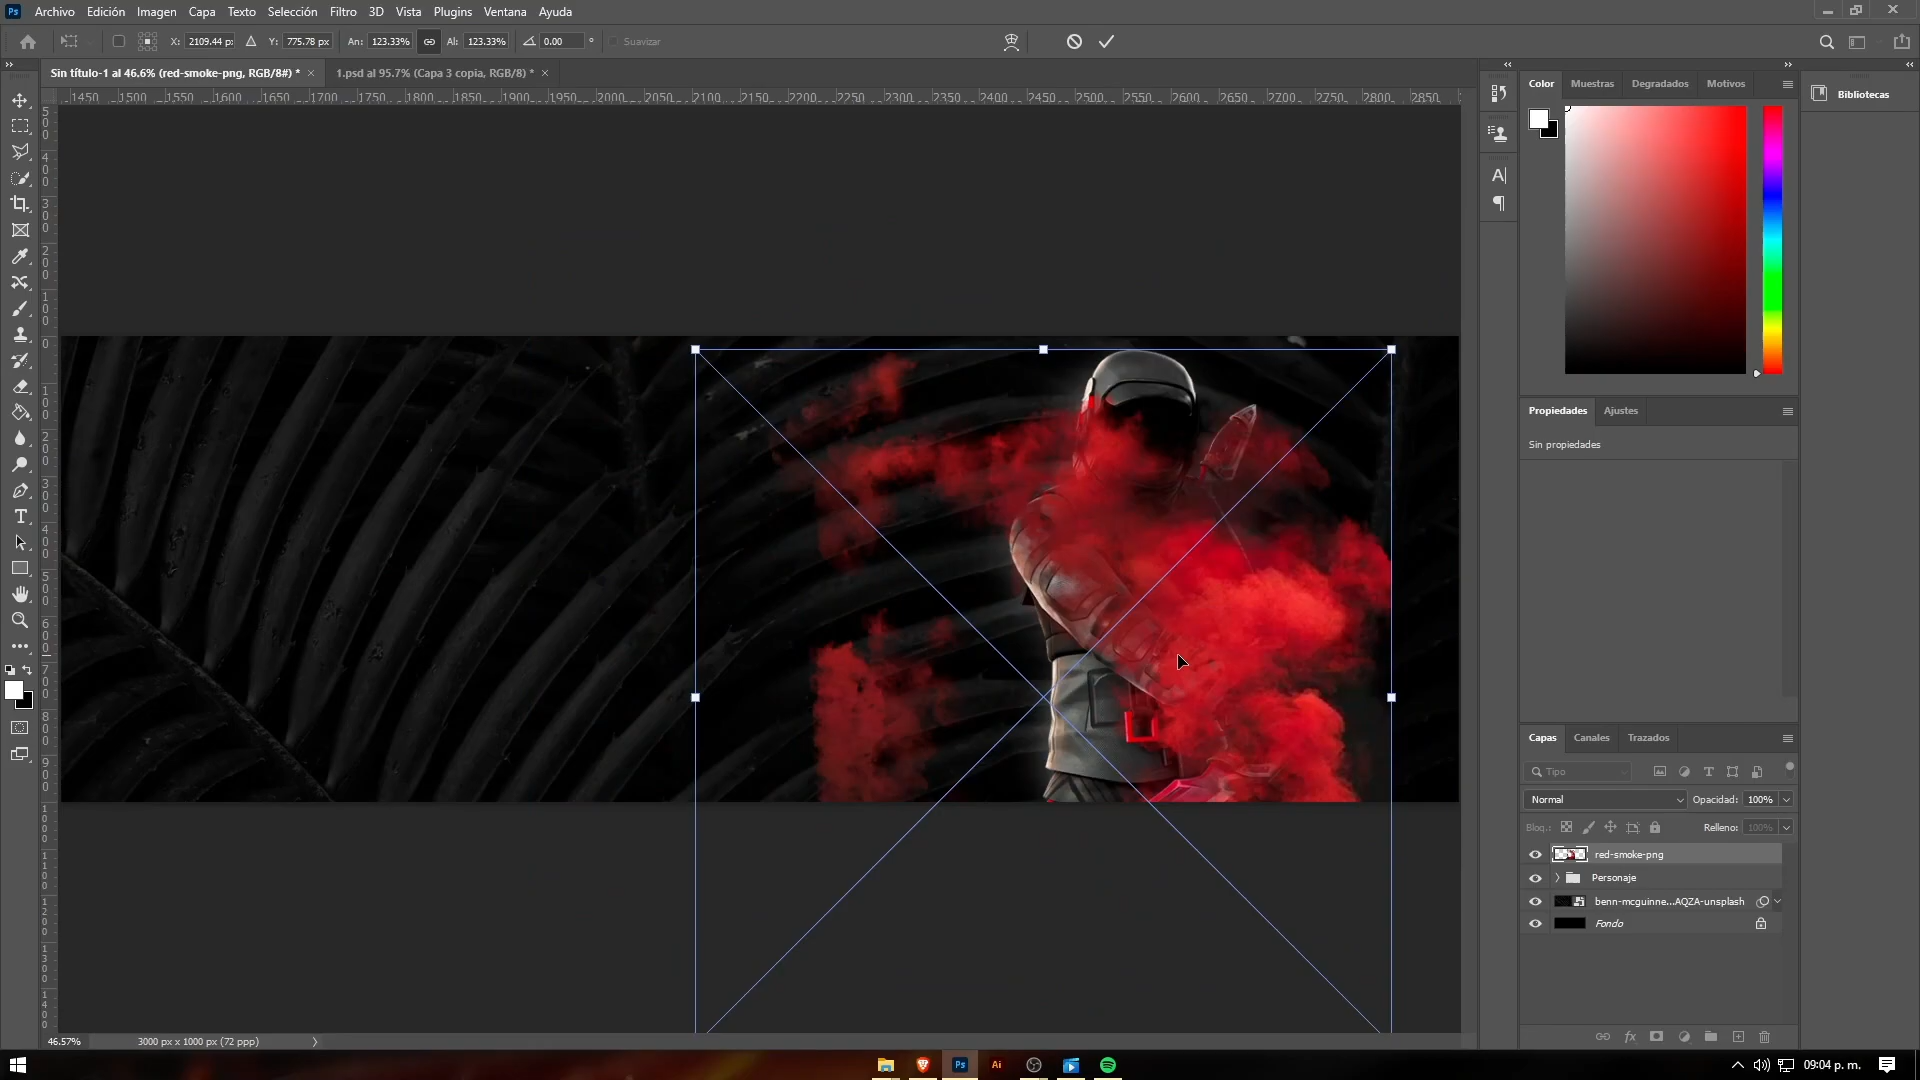 Ps Archivo Edición Imagen Capa Texto Selección Filtro 3D Vista Plugins Ventana Ayuda
X: 2109.44 p: Y: 775.78 px An: 123.33% Al: 123.33% 0.00 ° Suavizar
Sin título-1 al 46.6% (red-smoke-png, RGB/8#) * × 1.psd al 95.7% (Capa 3 copia, RGB/8) * ×
1450 1500 1550 1600 1650 1700 1750 1800 1850 1900 1950 2000 2050 2100 2150 2200 2250 2300 2350 2400 2450 2500 2550 2600 2650 2700 2750 2800 2850
Color Muestras Degradados Motivos
Bibliotecas
Propiedades Ajustes
Sin propiedades
Capas Canales Trazados
Tipo
Normal Opacidad: 100%
Bloq.: Relleno: 100%
red-smoke-png
Personaje
benn-mcguinne...AQZA-unsplash
Fondo
46.57% 3000 px x 1000 px (72 ppp)
Ps Ai 09:04 p. m.